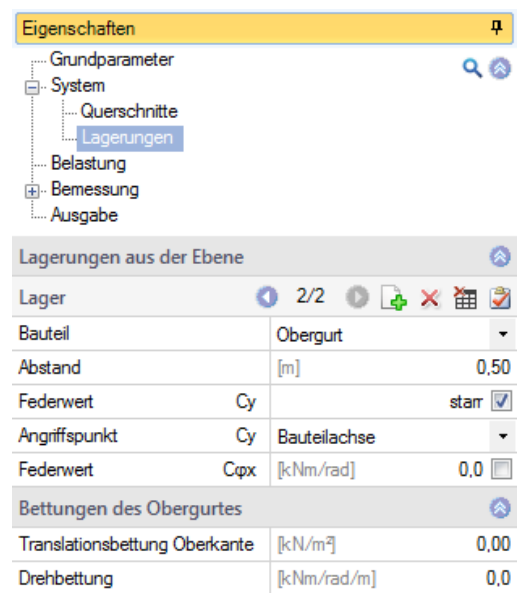 Eigenschaften
Grundparameter
System
Querschnitte
Lagerungen
Belastung
Bemessung
Ausgabe
Lagerungen aus der Ebene
Lager 2/2
Bauteil Obergurt
Abstand [m] 0,50
Federwert Cy starr
Angriffspunkt Cy Bauteilachse
Federwert Cφx [kNm/rad] 0,0
Bettungen des Obergurtes
Translationsbettung Oberkante [kN/m²] 0,00
Drehbettung [kNm/rad/m] 0,0